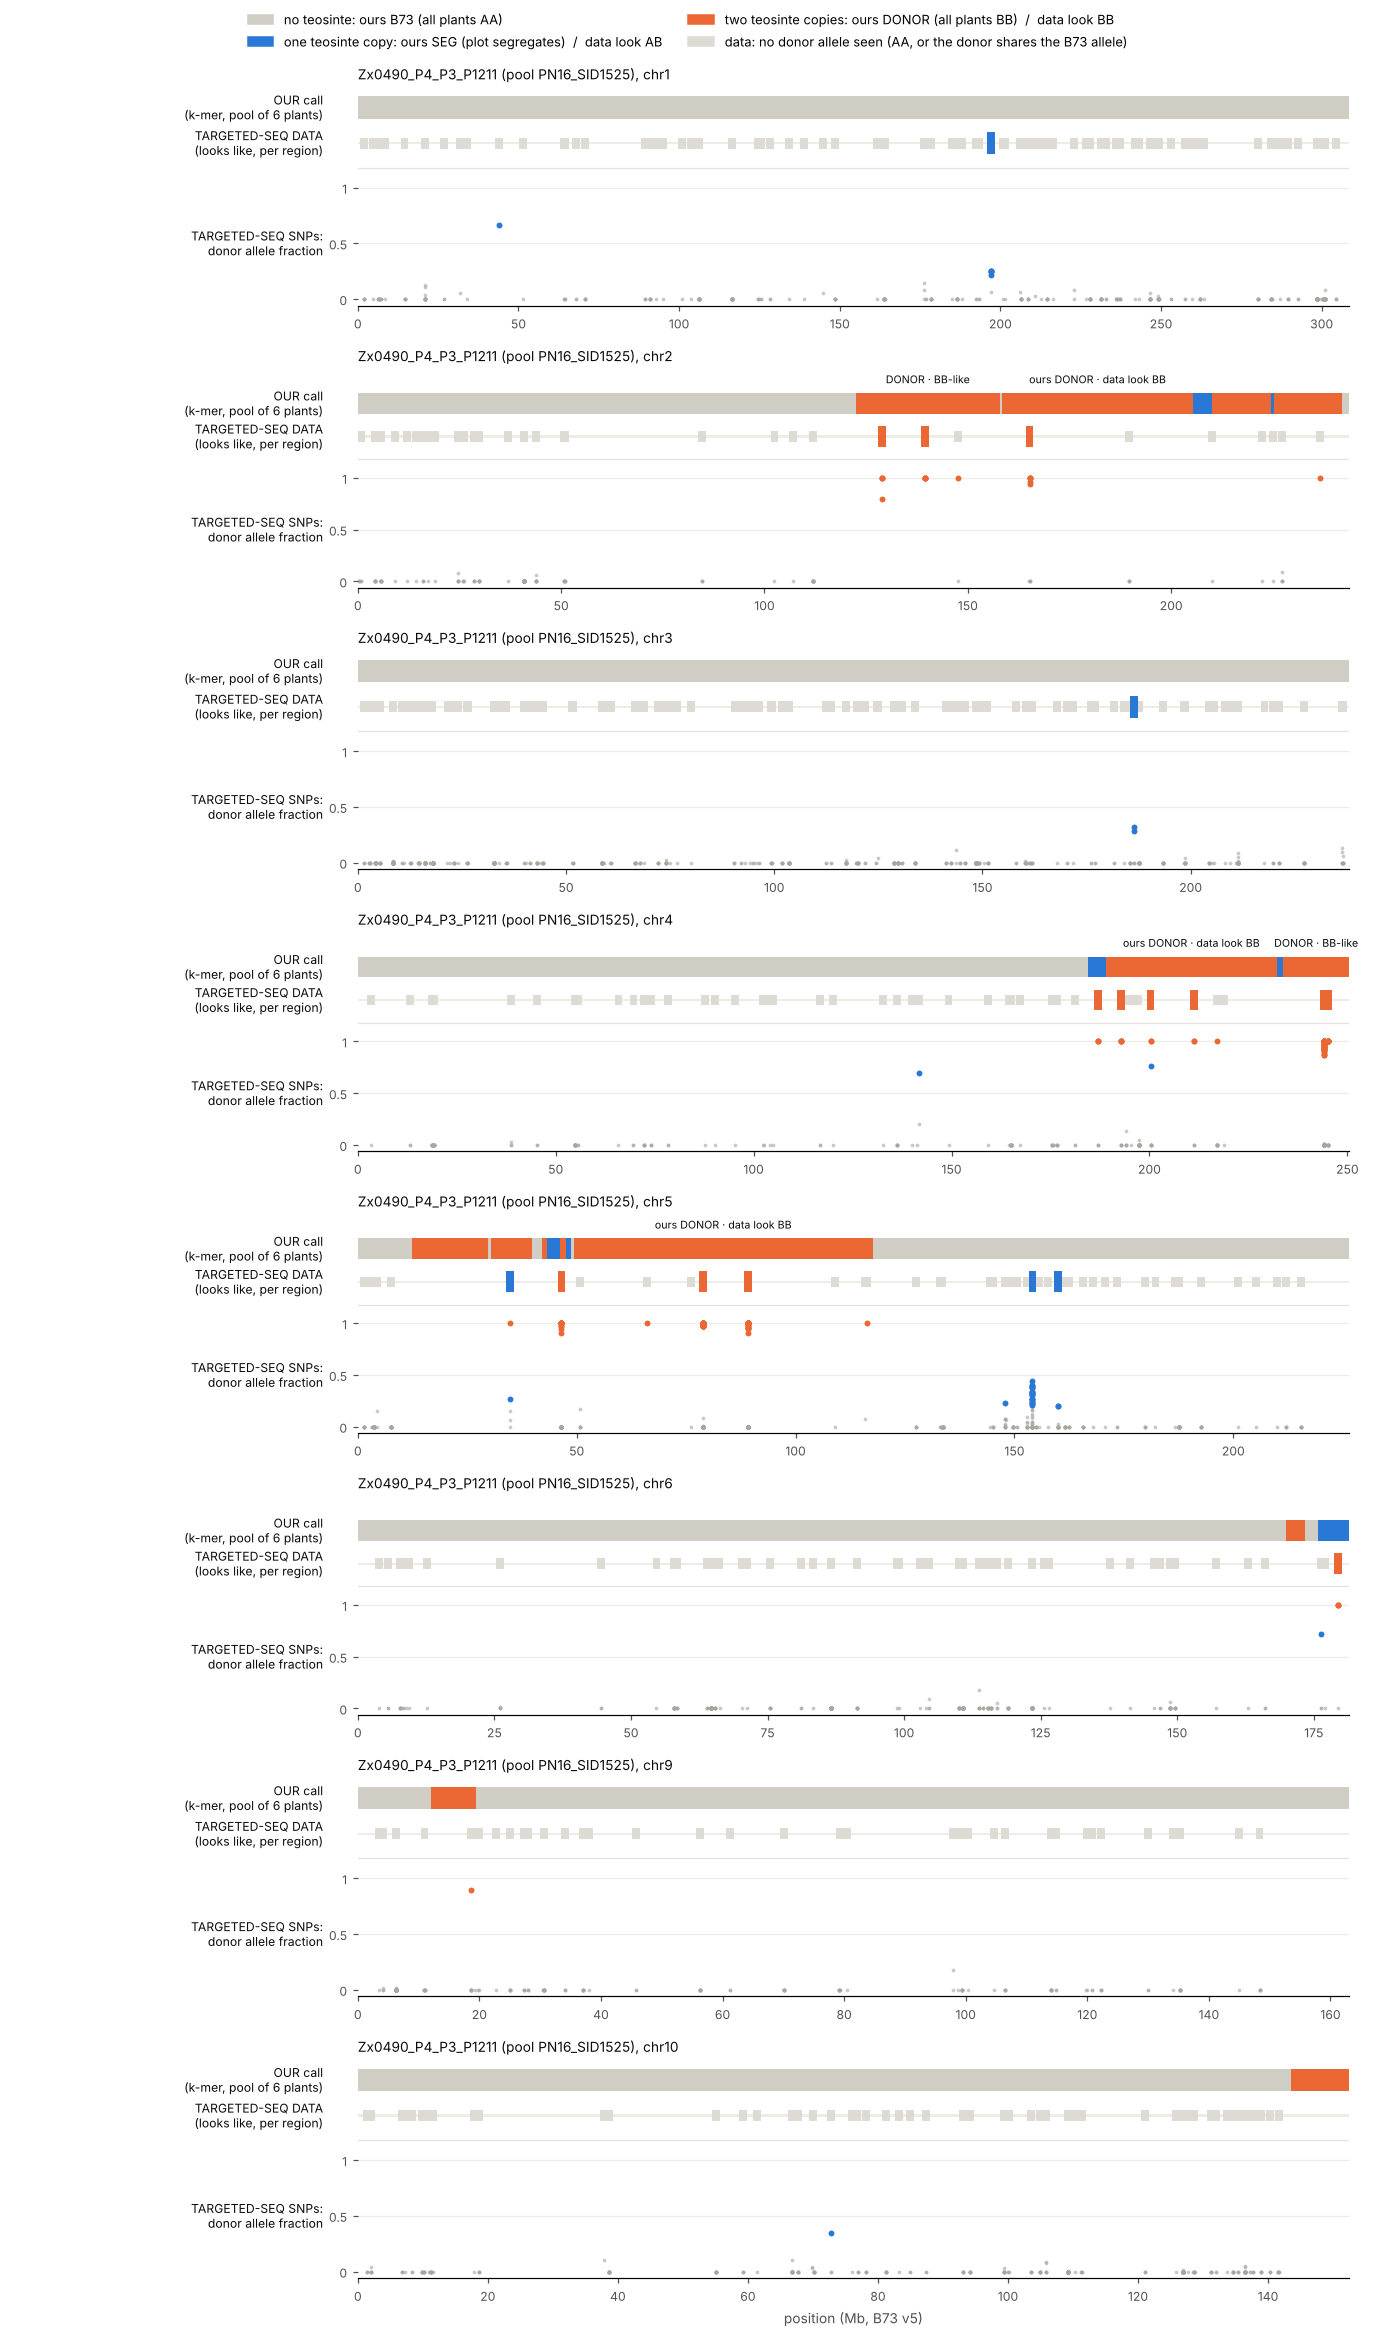 no teosinte: ours B73 (all plants AA)
two teosinte copies: ours DONOR (all plants BB)  /  data look BB
one teosinte copy: ours SEG (plot segregates)  /  data look AB
data: no donor allele seen (AA, or the donor shares the B73 allele)
Zx0490_P4_P3_P1211 (pool PN16_SID1525), chr1
OUR call
(k-mer, pool of 6 plants)
TARGETED-SEQ DATA
(looks like, per region)
1
TARGETED-SEQ SNPs:
donor allele fraction
0.5
0
0 50 100 150 200 250 300
Zx0490_P4_P3_P1211 (pool PN16_SID1525), chr2
DONOR · BB-like
ours DONOR · data look BB
OUR call
(k-mer, pool of 6 plants)
TARGETED-SEQ DATA
(looks like, per region)
1
TARGETED-SEQ SNPs:
donor allele fraction
0.5
0
0 50 100 150 200
Zx0490_P4_P3_P1211 (pool PN16_SID1525), chr3
OUR call
(k-mer, pool of 6 plants)
TARGETED-SEQ DATA
(looks like, per region)
1
TARGETED-SEQ SNPs:
donor allele fraction
0.5
0
0 50 100 150 200
Zx0490_P4_P3_P1211 (pool PN16_SID1525), chr4
ours DONOR · data look BB
DONOR · BB-like
OUR call
(k-mer, pool of 6 plants)
TARGETED-SEQ DATA
(looks like, per region)
1
TARGETED-SEQ SNPs:
donor allele fraction
0.5
0
0 50 100 150 200 250
Zx0490_P4_P3_P1211 (pool PN16_SID1525), chr5
ours DONOR · data look BB
OUR call
(k-mer, pool of 6 plants)
TARGETED-SEQ DATA
(looks like, per region)
1
TARGETED-SEQ SNPs:
donor allele fraction
0.5
0
0 50 100 150 200
Zx0490_P4_P3_P1211 (pool PN16_SID1525), chr6
OUR call
(k-mer, pool of 6 plants)
TARGETED-SEQ DATA
(looks like, per region)
1
TARGETED-SEQ SNPs:
donor allele fraction
0.5
0
0 25 50 75 100 125 150 175
Zx0490_P4_P3_P1211 (pool PN16_SID1525), chr9
OUR call
(k-mer, pool of 6 plants)
TARGETED-SEQ DATA
(looks like, per region)
1
TARGETED-SEQ SNPs:
donor allele fraction
0.5
0
0 20 40 60 80 100 120 140 160
Zx0490_P4_P3_P1211 (pool PN16_SID1525), chr10
OUR call
(k-mer, pool of 6 plants)
TARGETED-SEQ DATA
(looks like, per region)
1
TARGETED-SEQ SNPs:
donor allele fraction
0.5
0
0 20 40 60 80 100 120 140
position (Mb, B73 v5)